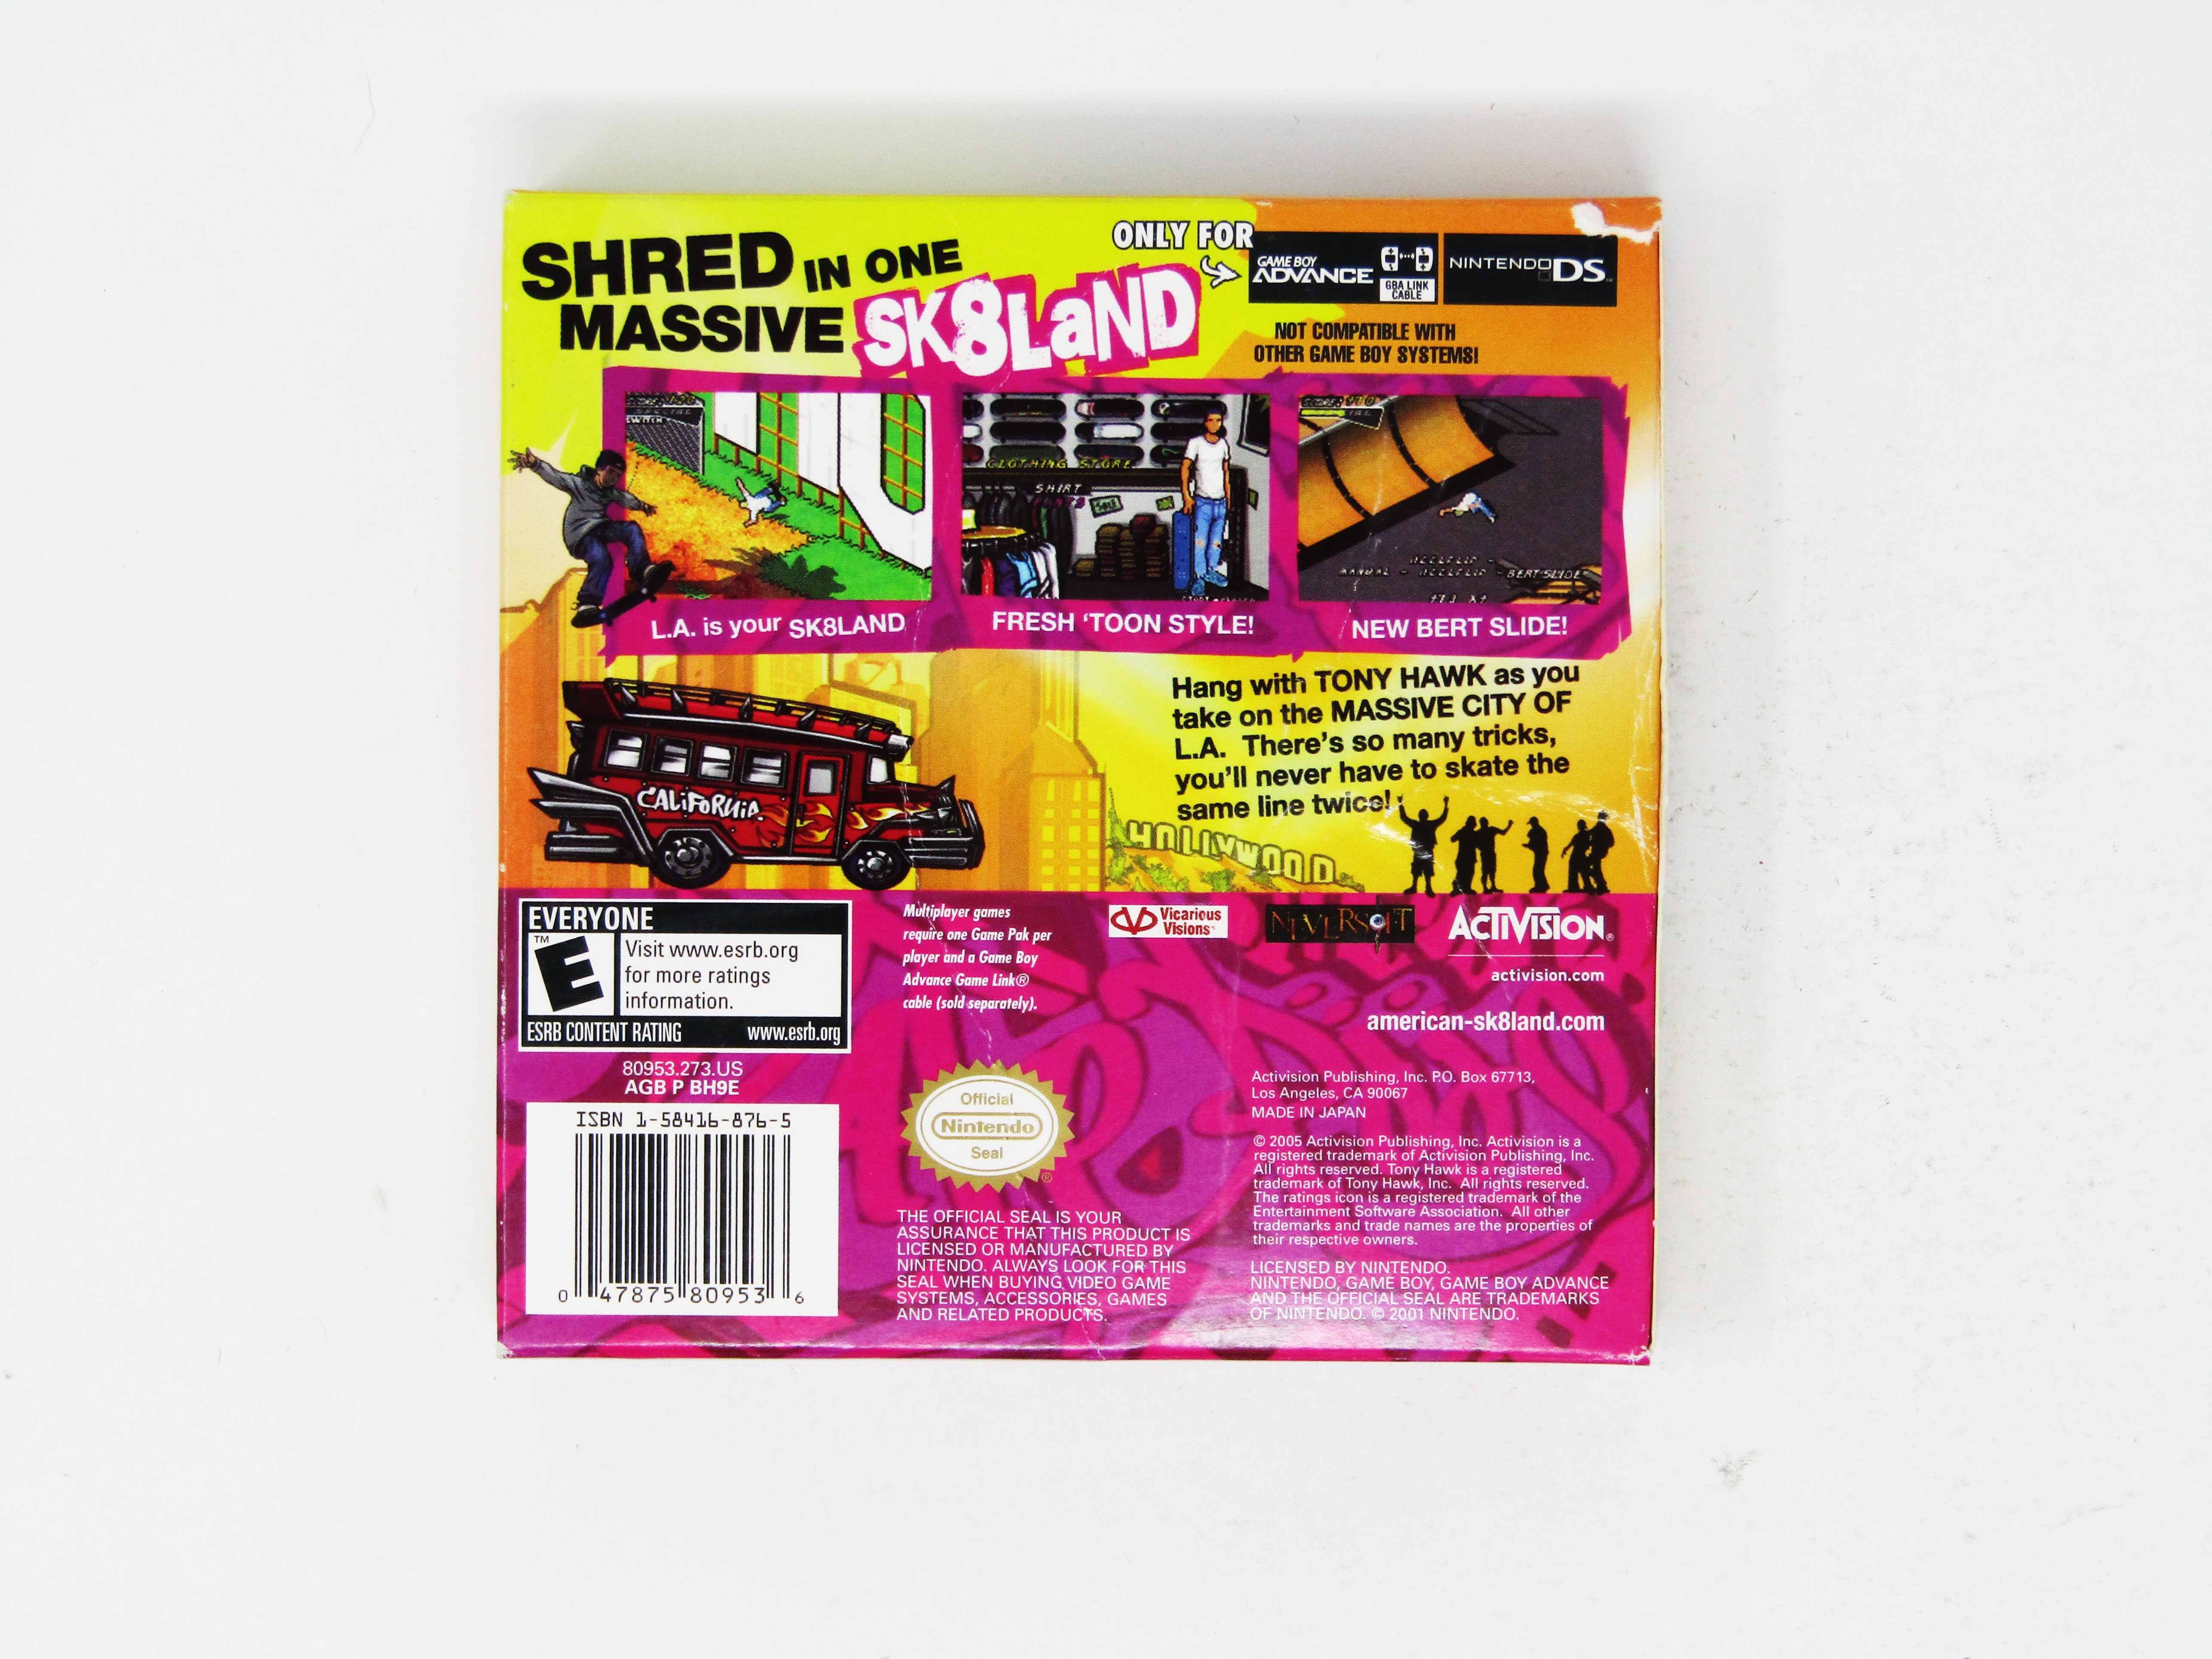 SHRED IN ONE
MASSIVE SK8LaND
ONLY FOR
GAME BOY
ADVANCE
GBA LINK
CABLE
NINTENDO DS
NOT COMPATIBLE WITH
OTHER GAME BOY SYSTEMS!
SPECIAL
SWITCH
CLOTHING STORE
SHIRT
PANTS
SALE
HEELFLIP -
MANUAL - HEELFLIP - BERTSLIDE
L.A. is your SK8LAND
FRESH 'TOON STYLE!
NEW BERT SLIDE!
Hang with TONY HAWK as you
take on the MASSIVE CITY OF
L.A. There's so many tricks,
you'll never have to skate the
same line twice!
CALiFoRNiA
HOLLYWOOD
EVERYONE
E
TM
Visit www.esrb.org
for more ratings
information.
ESRB CONTENT RATING www.esrb.org
Multiplayer games
require one Game Pak per
player and a Game Boy
Advance Game Link®
cable (sold separately).
Vicarious
Visions
NEVERSOFT
ACTIVISION®
activision.com
american-sk8land.com
80953.273.US
AGB P BH9E
ISBN 1-58416-876-5
0 47875 80953 6
Official
Nintendo
Seal
®
THE OFFICIAL SEAL IS YOUR
ASSURANCE THAT THIS PRODUCT IS
LICENSED OR MANUFACTURED BY
NINTENDO. ALWAYS LOOK FOR THIS
SEAL WHEN BUYING VIDEO GAME
SYSTEMS, ACCESSORIES, GAMES
AND RELATED PRODUCTS.
Activision Publishing, Inc. P.O. Box 67713,
Los Angeles, CA 90067
MADE IN JAPAN
© 2005 Activision Publishing, Inc. Activision is a
registered trademark of Activision Publishing, Inc.
All rights reserved. Tony Hawk is a registered
trademark of Tony Hawk, Inc. All rights reserved.
The ratings icon is a registered trademark of the
Entertainment Software Association. All other
trademarks and trade names are the properties of
their respective owners.
LICENSED BY NINTENDO.
NINTENDO, GAME BOY, GAME BOY ADVANCE
AND THE OFFICIAL SEAL ARE TRADEMARKS
OF NINTENDO. © 2001 NINTENDO.